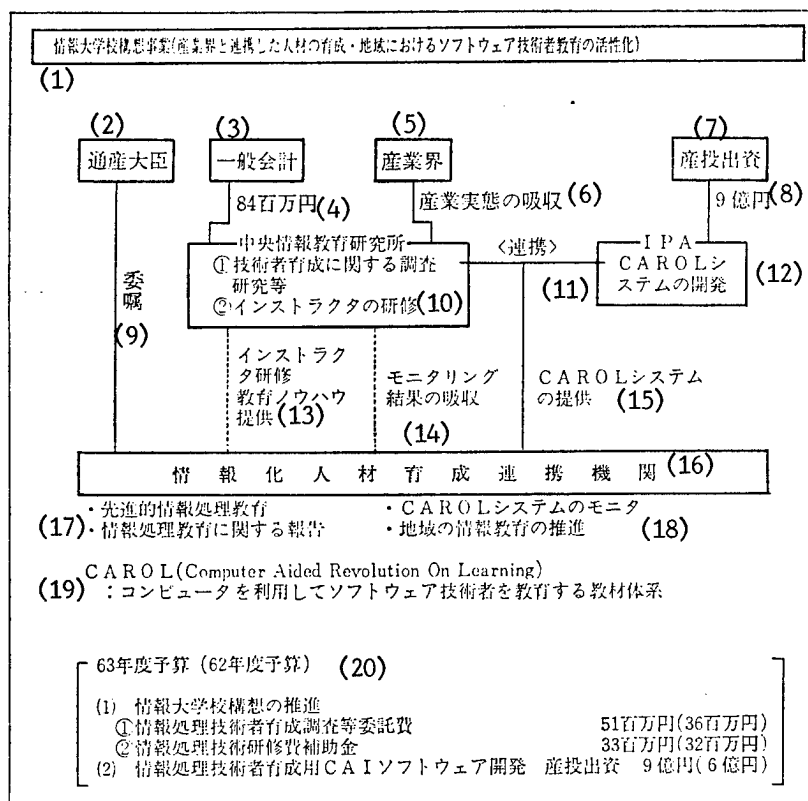 情報大学校構想事業(産業界と連携した人材の育成・地域におけるソフトウェア技術者教育の活性化)
(1)
(2)
(3)
(5)
(7)
通産大臣
一般会計
産業界
産投出資
84百万円(4)
産業実態の吸収(6)
9億円(8)
中央情報教育研究所
①技術者育成に関する調査
研究等
②インストラクタの研修(10)
〈連携〉
(11)
IPA
CAROLシ
ステムの開発
(12)
委嘱
(9)
インストラク
タ研修
教育ノウハウ
提供(13)
モニタリング
結果の吸収
(14)
CAROLシステム
の提供(15)
情報化人材育成連携機関(16)
・先進的情報処理教育
・情報処理教育に関する報告
(17)
・CAROLシステムのモニタ
・地域の情報教育の推進
(18)
CAROL(Computer Aided Revolution On Learning)
(19):コンピュータを利用してソフトウェア技術者を教育する教材体系
63年度予算(62年度予算) (20)
(1) 情報大学校構想の推進
①情報処理技術者育成調査等委託費 51百万円(36百万円)
②情報処理技術研修費補助金 33百万円(32百万円)
(2) 情報処理技術者育成用CAIソフトウェア開発 産投出資 9億円(6億円)